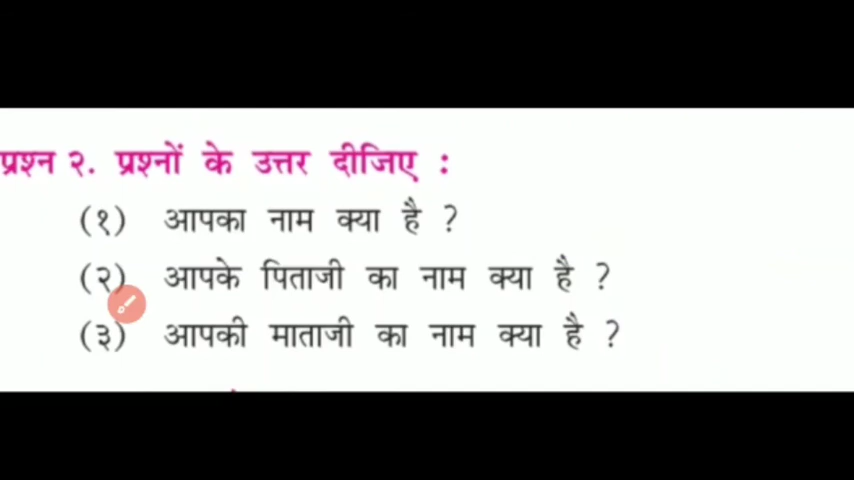 प्रश्न २. प्रश्नों के उत्तर दीजिए :
(१) आपका नाम क्या है ?
(२) आपके पिताजी का नाम क्या है ?
(३) आपकी माताजी का नाम क्या है ?